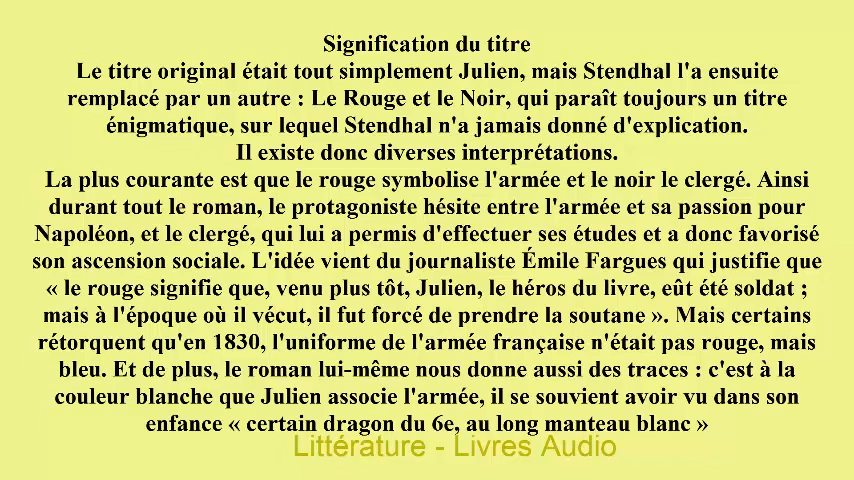 Signification du titre
Le titre original était tout simplement Julien, mais Stendhal l'a ensuite
remplacé par un autre : Le Rouge et le Noir, qui paraît toujours un titre
énigmatique, sur lequel Stendhal n'a jamais donné d'explication.
Il existe donc diverses interprétations.
La plus courante est que le rouge symbolise l'armée et le noir le clergé. Ainsi
durant tout le roman, le protagoniste hésite entre l'armée et sa passion pour
Napoléon, et le clergé, qui lui a permis d'effectuer ses études et a donc favorisé
son ascension sociale. L'idée vient du journaliste Émile Fargues qui justifie que
« le rouge signifie que, venu plus tôt, Julien, le héros du livre, eût été soldat ;
mais à l'époque où il vécut, il fut forcé de prendre la soutane ». Mais certains
rétorquent qu'en 1830, l'uniforme de l'armée française n'était pas rouge, mais
bleu. Et de plus, le roman lui-même nous donne aussi des traces : c'est à la
couleur blanche que Julien associe l'armée, il se souvient avoir vu dans son
enfance « certain dragon du 6e, au long manteau blanc »
Littérature - Livres Audio